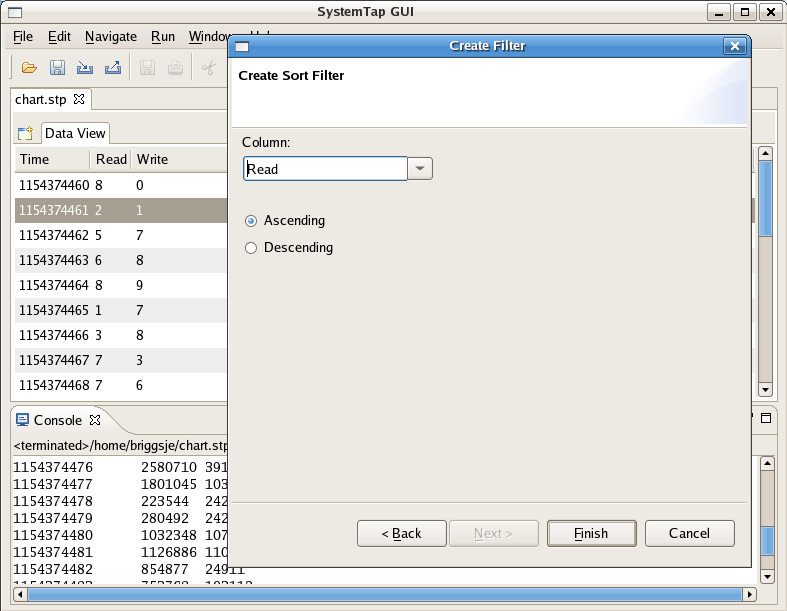 SystemTap GUI
File Edit Navigate Run Window
chart.stp
Data View
Time Read Write
1154374460 8 0
1154374461 2 1
1154374462 5 7
1154374463 6 8
1154374464 8 9
1154374465 1 7
1154374466 3 8
1154374467 7 3
1154374468 7 6
Create Filter
Create Sort Filter
Column:
Read
Ascending
Descending
< Back Next > Finish Cancel
Console
<terminated>/home/briggsje/chart.stp
1154374476 2580710 391
1154374477 1801045 103
1154374478 223544 242
1154374479 280492 242
1154374480 1032348 107
1154374481 1126886 110
1154374482 854877 24911